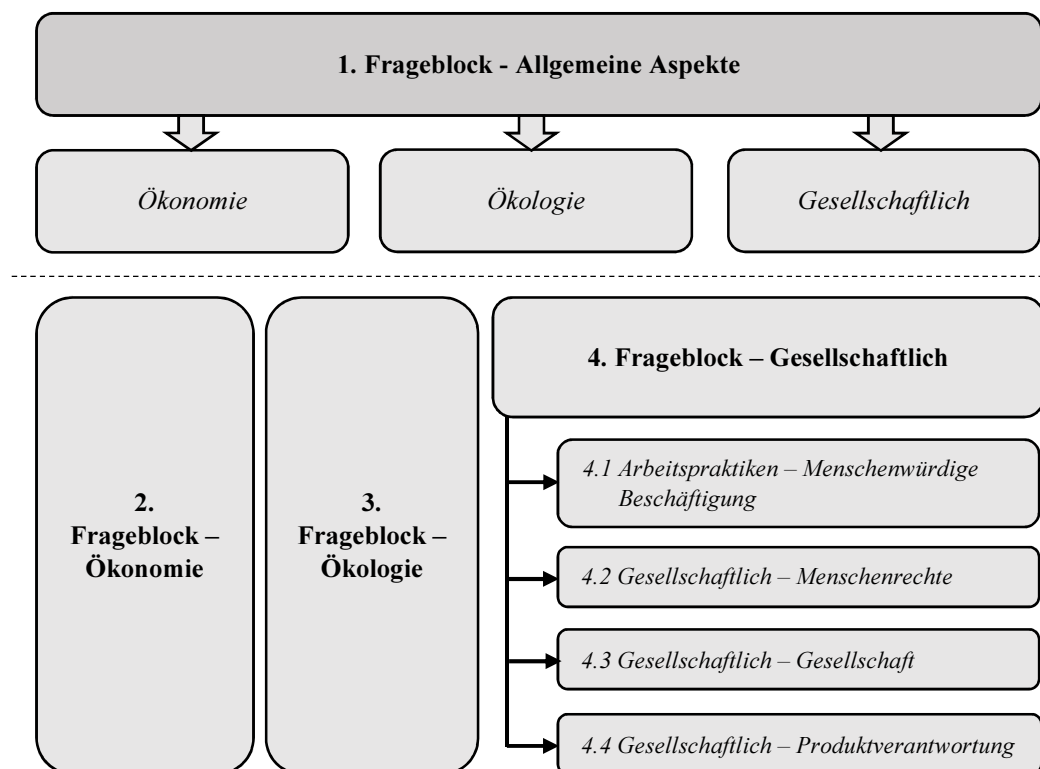 1. Frageblock - Allgemeine Aspekte
Ökonomie
Ökologie
Gesellschaftlich
2.
Frageblock –
Ökonomie
3.
Frageblock –
Ökologie
4. Frageblock – Gesellschaftlich
4.1 Arbeitspraktiken – Menschenwürdige
Beschäftigung
4.2 Gesellschaftlich – Menschenrechte
4.3 Gesellschaftlich – Gesellschaft
4.4 Gesellschaftlich – Produktverantwortung